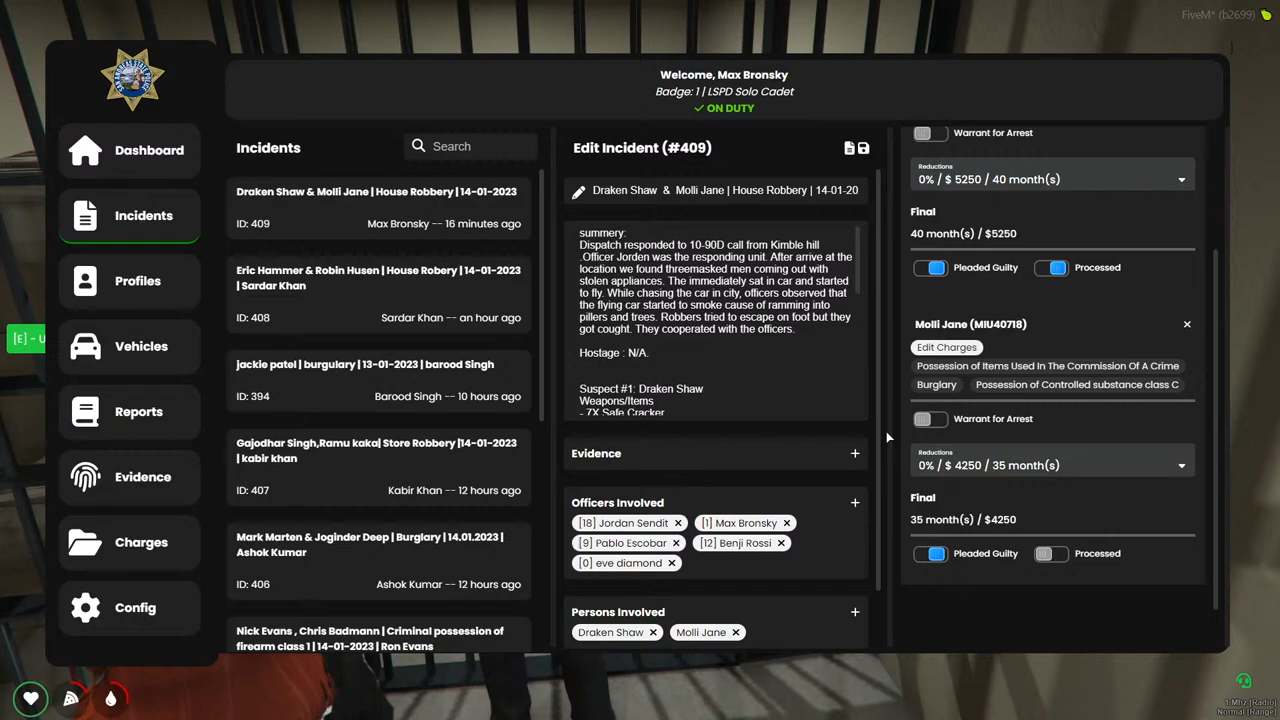 FiveM* (b2699)
Welcome, Max Bronsky
Badge: 1 | LSPD Solo Cadet
ON DUTY
Dashboard
Incidents
Profiles
Vehicles
Reports
Evidence
Charges
Config
[E] - U
Incidents
Search
Draken Shaw & Molli Jane | House Robbery | 14-01-2023
ID: 409
Max Bronsky -- 16 minutes ago
Eric Hammer & Robin Husen | House Robery | 14-01-2023
| Sardar Khan
ID: 408
Sardar Khan -- an hour ago
jackie patel | burgulary | 13-01-2023 | barood Singh
ID: 394
Barood Singh -- 10 hours ago
Gajodhar Singh,Ramu kaka| Store Robbery |14-01-2023
| kabir khan
ID: 407
Kabir Khan -- 12 hours ago
Mark Marten & Joginder Deep | Burglary | 14.01.2023 |
Ashok Kumar
ID: 406
Ashok Kumar -- 12 hours ago
Nick Evans , Chris Badmann | Criminal possession of
firearm class 1 | 14-01-2023 | Ron Evans
Edit Incident (#409)
Draken Shaw & Molli Jane | House Robbery | 14-01-20
summery:
Dispatch responded to 10-90D call from Kimble hill
.Officer Jorden was the responding unit. After arrive at the
location we found threemasked men coming out with
stolen appliances. The immediately sat in car and started
to fly. While chasing the car in city, officers observed that
the flying car started to smoke cause of ramming into
pillers and trees. Robbers tried to escape on foot but they
got cought. They cooperated with the officers.
Hostage : N/A.
Suspect #1: Draken Shaw
Weapons/Items
- 7X Safe Cracker
Evidence
Officers Involved
[18] Jordan Sendit
[1] Max Bronsky
[9] Pablo Escobar
[12] Benji Rossi
[0] eve diamond
Persons Involved
Draken Shaw
Molli Jane
Warrant for Arrest
Reductions
0% / $ 5250 / 40 month(s)
Final
40 month(s) / $5250
Pleaded Guilty
Processed
Molli Jane (MIU40718)
Edit Charges
Possession of Items Used In The Commission Of A Crime
Burglary
Possession of Controlled substance class C
Warrant for Arrest
Reductions
0% / $ 4250 / 35 month(s)
Final
35 month(s) / $4250
Pleaded Guilty
Processed
1 Mhz [Radio]
Normal [Range]